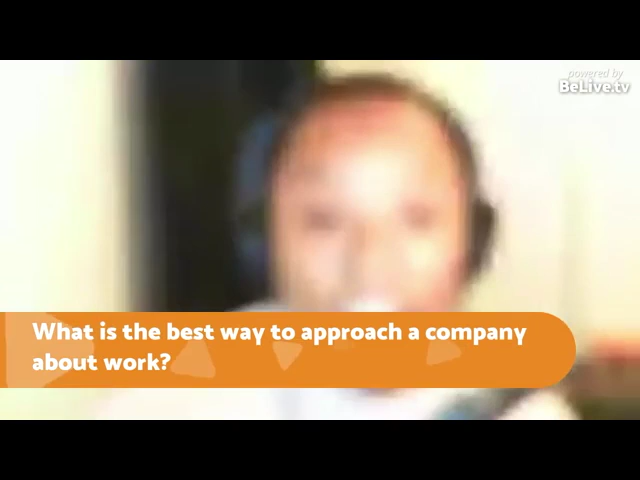 powered by
BeLive.tv
What is the best way to approach a company
about work?